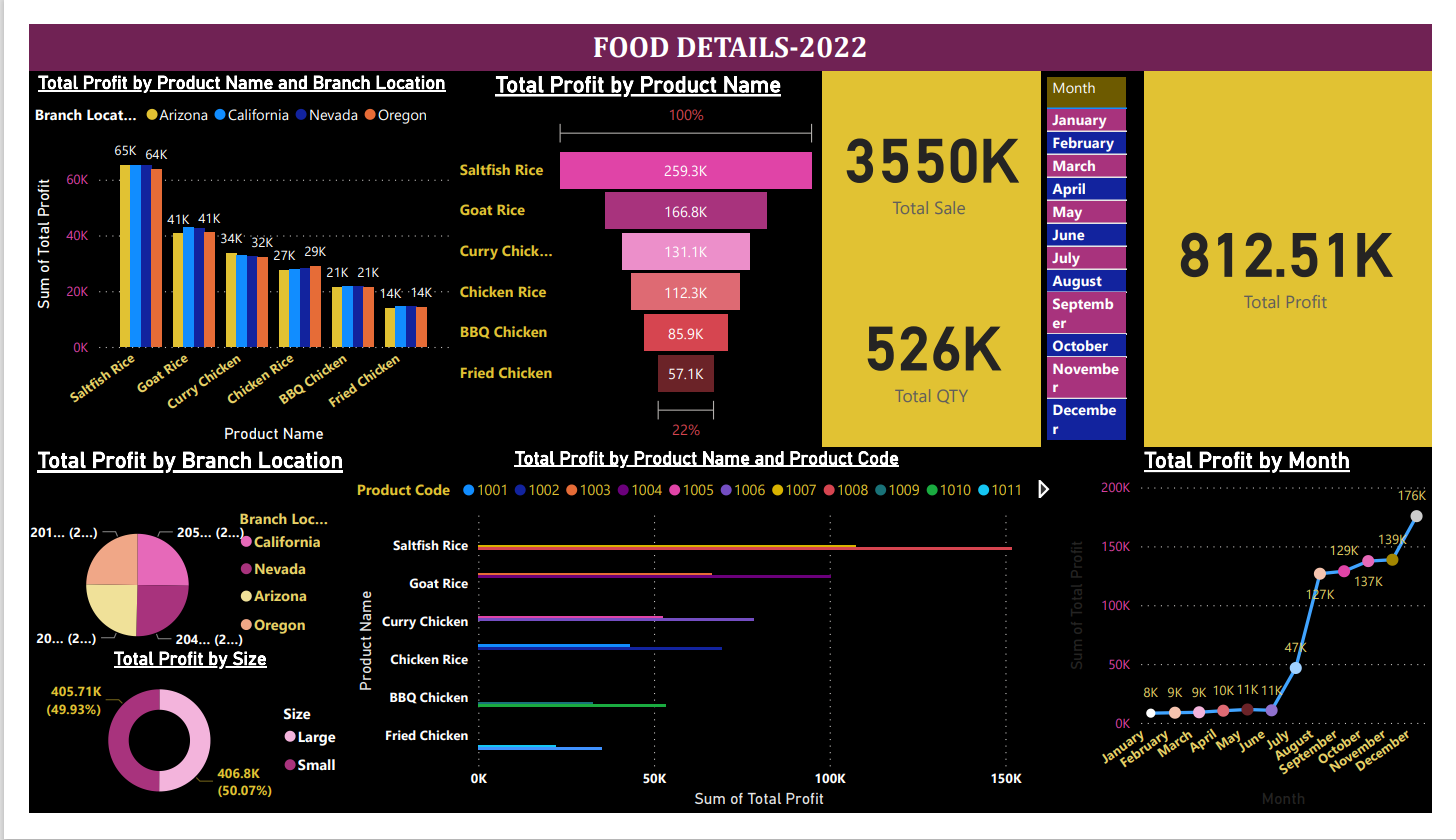 FOOD DETAILS-2022
Total Profit by Product Name and Branch Location
Branch Locat... Arizona California Nevada Oregon
Sum of Total Profit
60K
40K
20K
0K
65K 64K
41K 41K
34K 32K
27K 29K
21K 21K
14K 14K
Saltfish Rice
Goat Rice
Curry Chicken
Chicken Rice
BBQ Chicken
Fried Chicken
Product Name
Total Profit by Product Name
100%
Saltfish Rice 259.3K
Goat Rice 166.8K
Curry Chick... 131.1K
Chicken Rice 112.3K
BBQ Chicken 85.9K
Fried Chicken 57.1K
22%
3550K
Total Sale
526K
Total QTY
Month
January
February
March
April
May
June
July
August
Septemb
er
October
Novembe
r
Decembe
r
812.51K
Total Profit
Total Profit by Branch Location
201... (2...) 205... (2...)
20... (2...) 204... (2...)
Branch Loc...
California
Nevada
Arizona
Oregon
Total Profit by Size
405.71K
(49.93%)
406.8K
(50.07%)
Size
Large
Small
Total Profit by Product Name and Product Code
Product Code 1001 1002 1003 1004 1005 1006 1007 1008 1009 1010 1011
Product Name
Saltfish Rice
Goat Rice
Curry Chicken
Chicken Rice
BBQ Chicken
Fried Chicken
0K 50K 100K 150K
Sum of Total Profit
Total Profit by Month
Sum of Total Profit
200K
150K
100K
50K
0K
8K 9K 9K 10K 11K 11K 47K 127K 129K 137K 139K 176K
January
February
March
April
May
June
July
August
September
October
November
December
Month